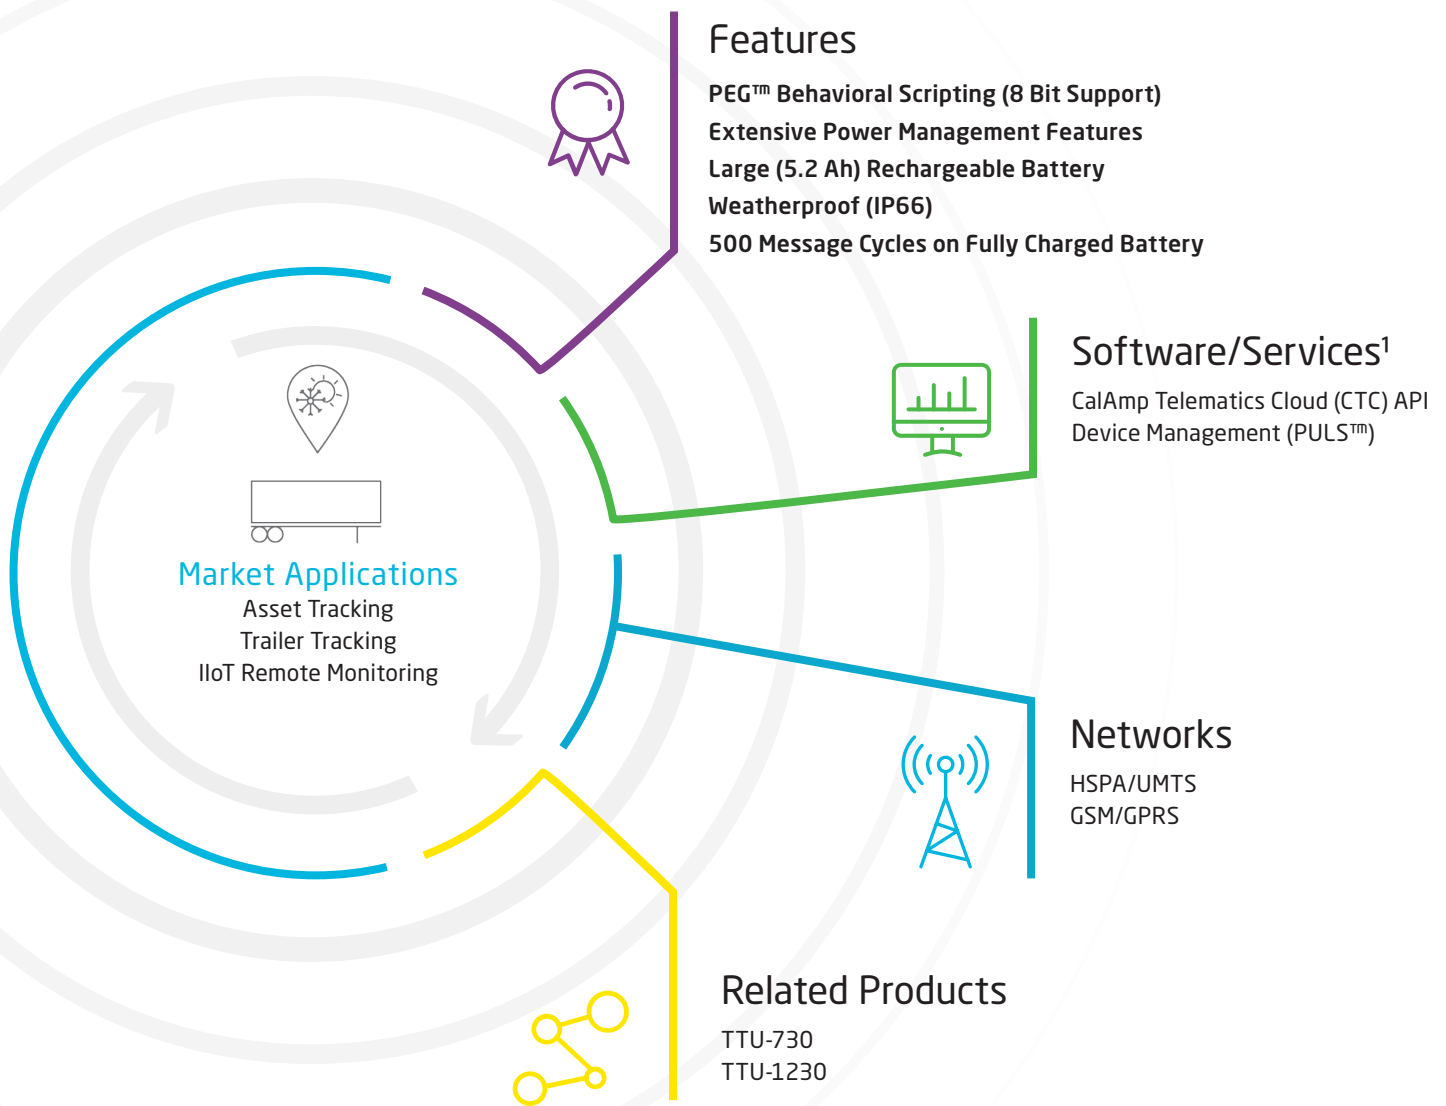 Features
PEG™ Behavioral Scripting (8 Bit Support)
Extensive Power Management Features
Large (5.2 Ah) Rechargeable Battery
Weatherproof (IP66)
500 Message Cycles on Fully Charged Battery
Software/Services¹
CalAmp Telematics Cloud (CTC) API
Device Management (PULS™)
Market Applications
Asset Tracking
Trailer Tracking
IIoT Remote Monitoring
Networks
HSPA/UMTS
GSM/GPRS
Related Products
TTU-730
TTU-1230